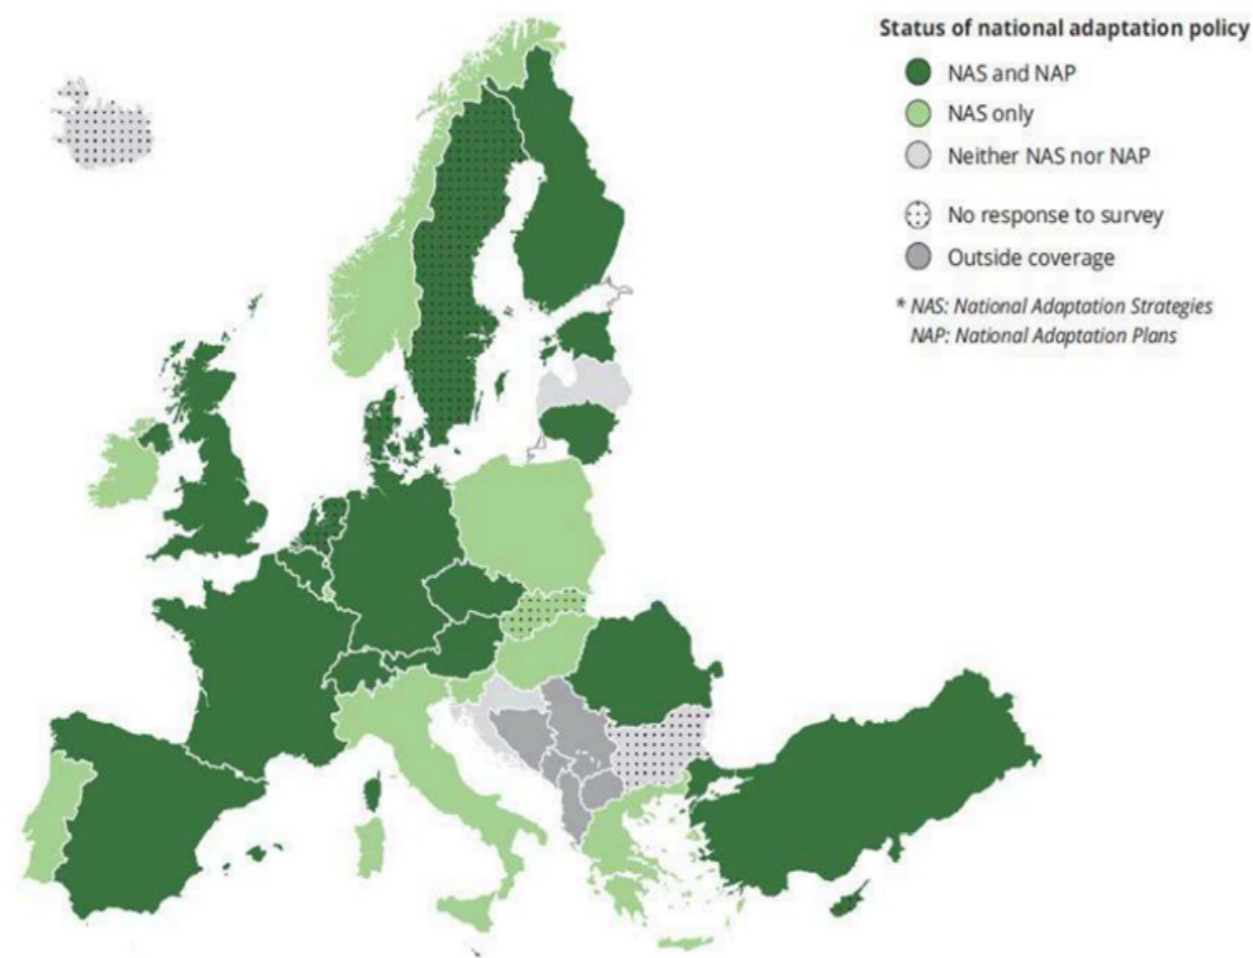 Status of national adaptation policy
NAS and NAP
NAS only
Neither NAS nor NAP
No response to survey
Outside coverage
* NAS: National Adaptation Strategies
NAP: National Adaptation Plans